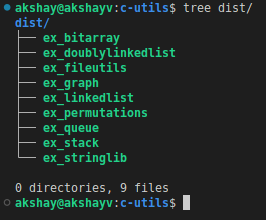 akshay@akshayv:c-utils$ tree dist/
dist/
├── ex_bitarray
├── ex_doublylinkedlist
├── ex_fileutils
├── ex_graph
├── ex_linkedlist
├── ex_permutations
├── ex_queue
├── ex_stack
└── ex_stringlib

0 directories, 9 files
akshay@akshayv:c-utils$